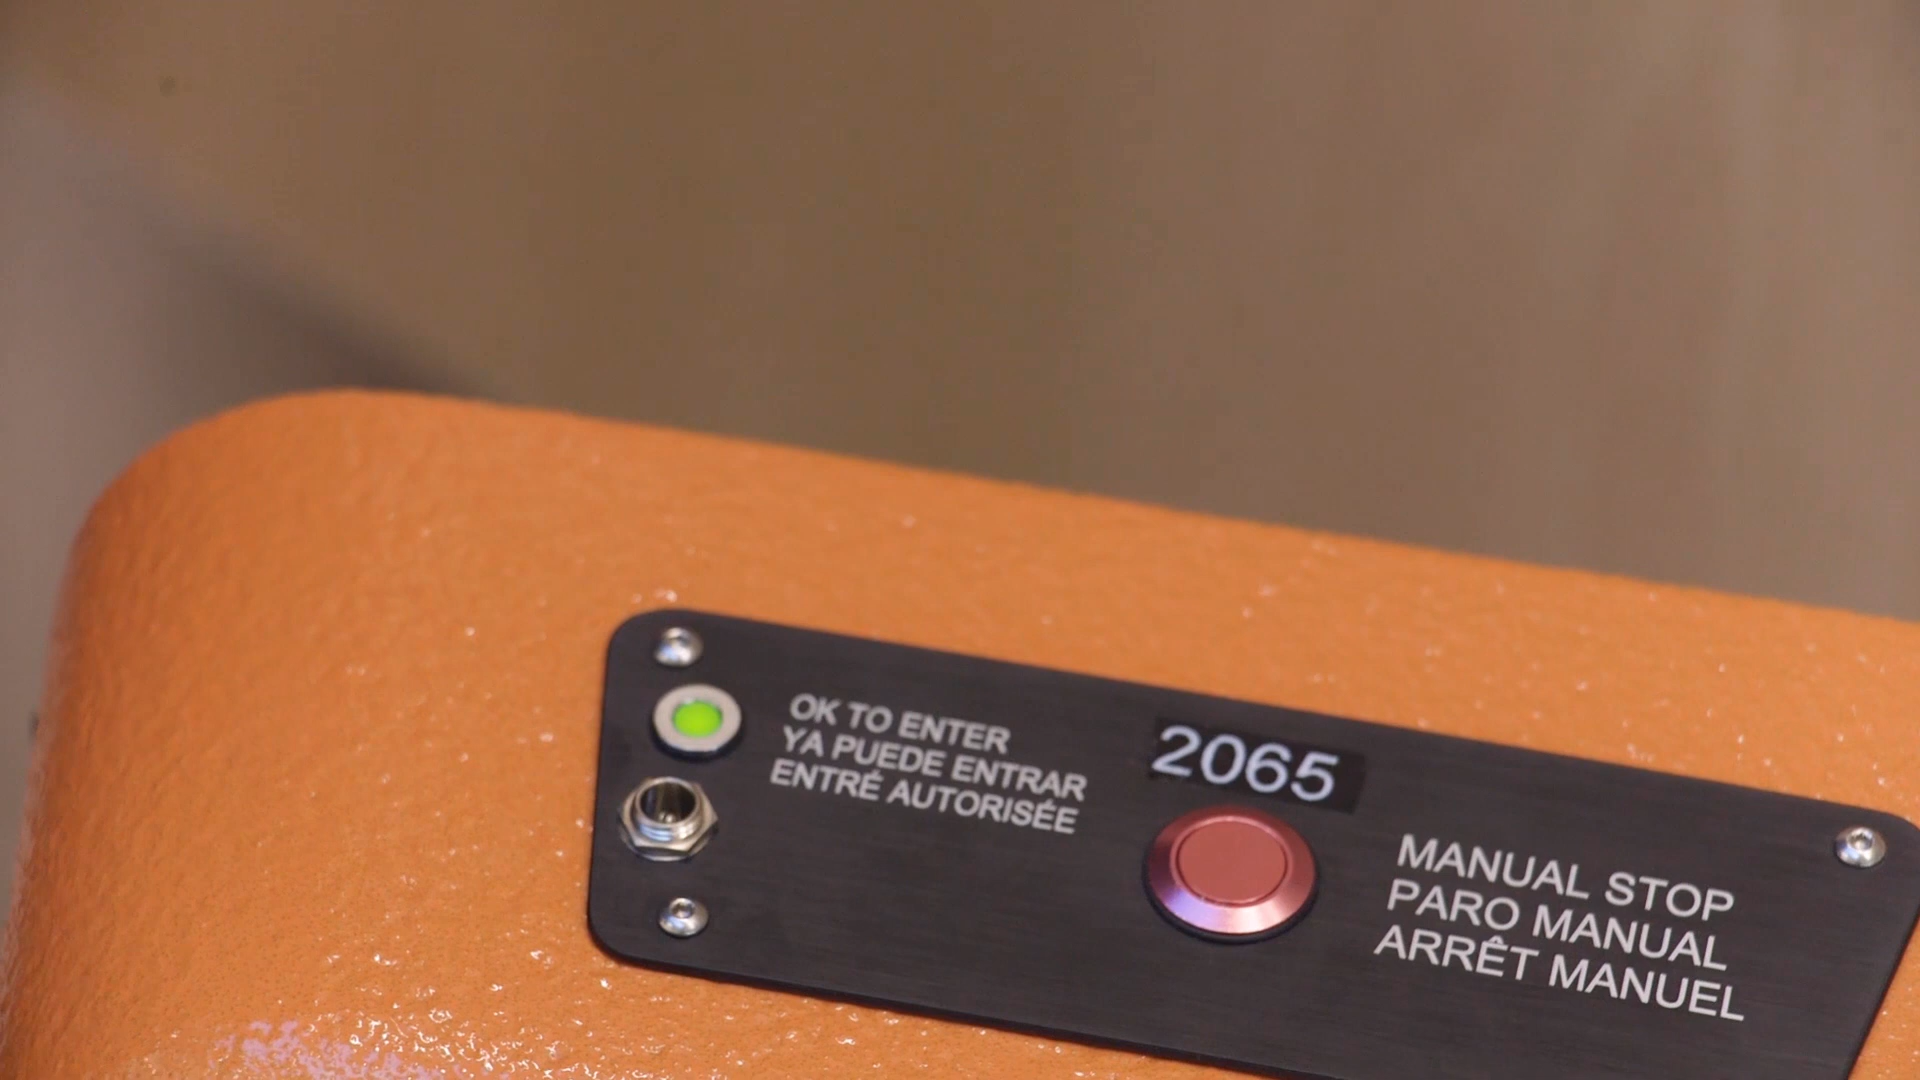 OK TO ENTER
YA PUEDE ENTRAR
ENTRÉ AUTORISÉE
2065
MANUAL STOP
PARO MANUAL
ARRÊT MANUEL